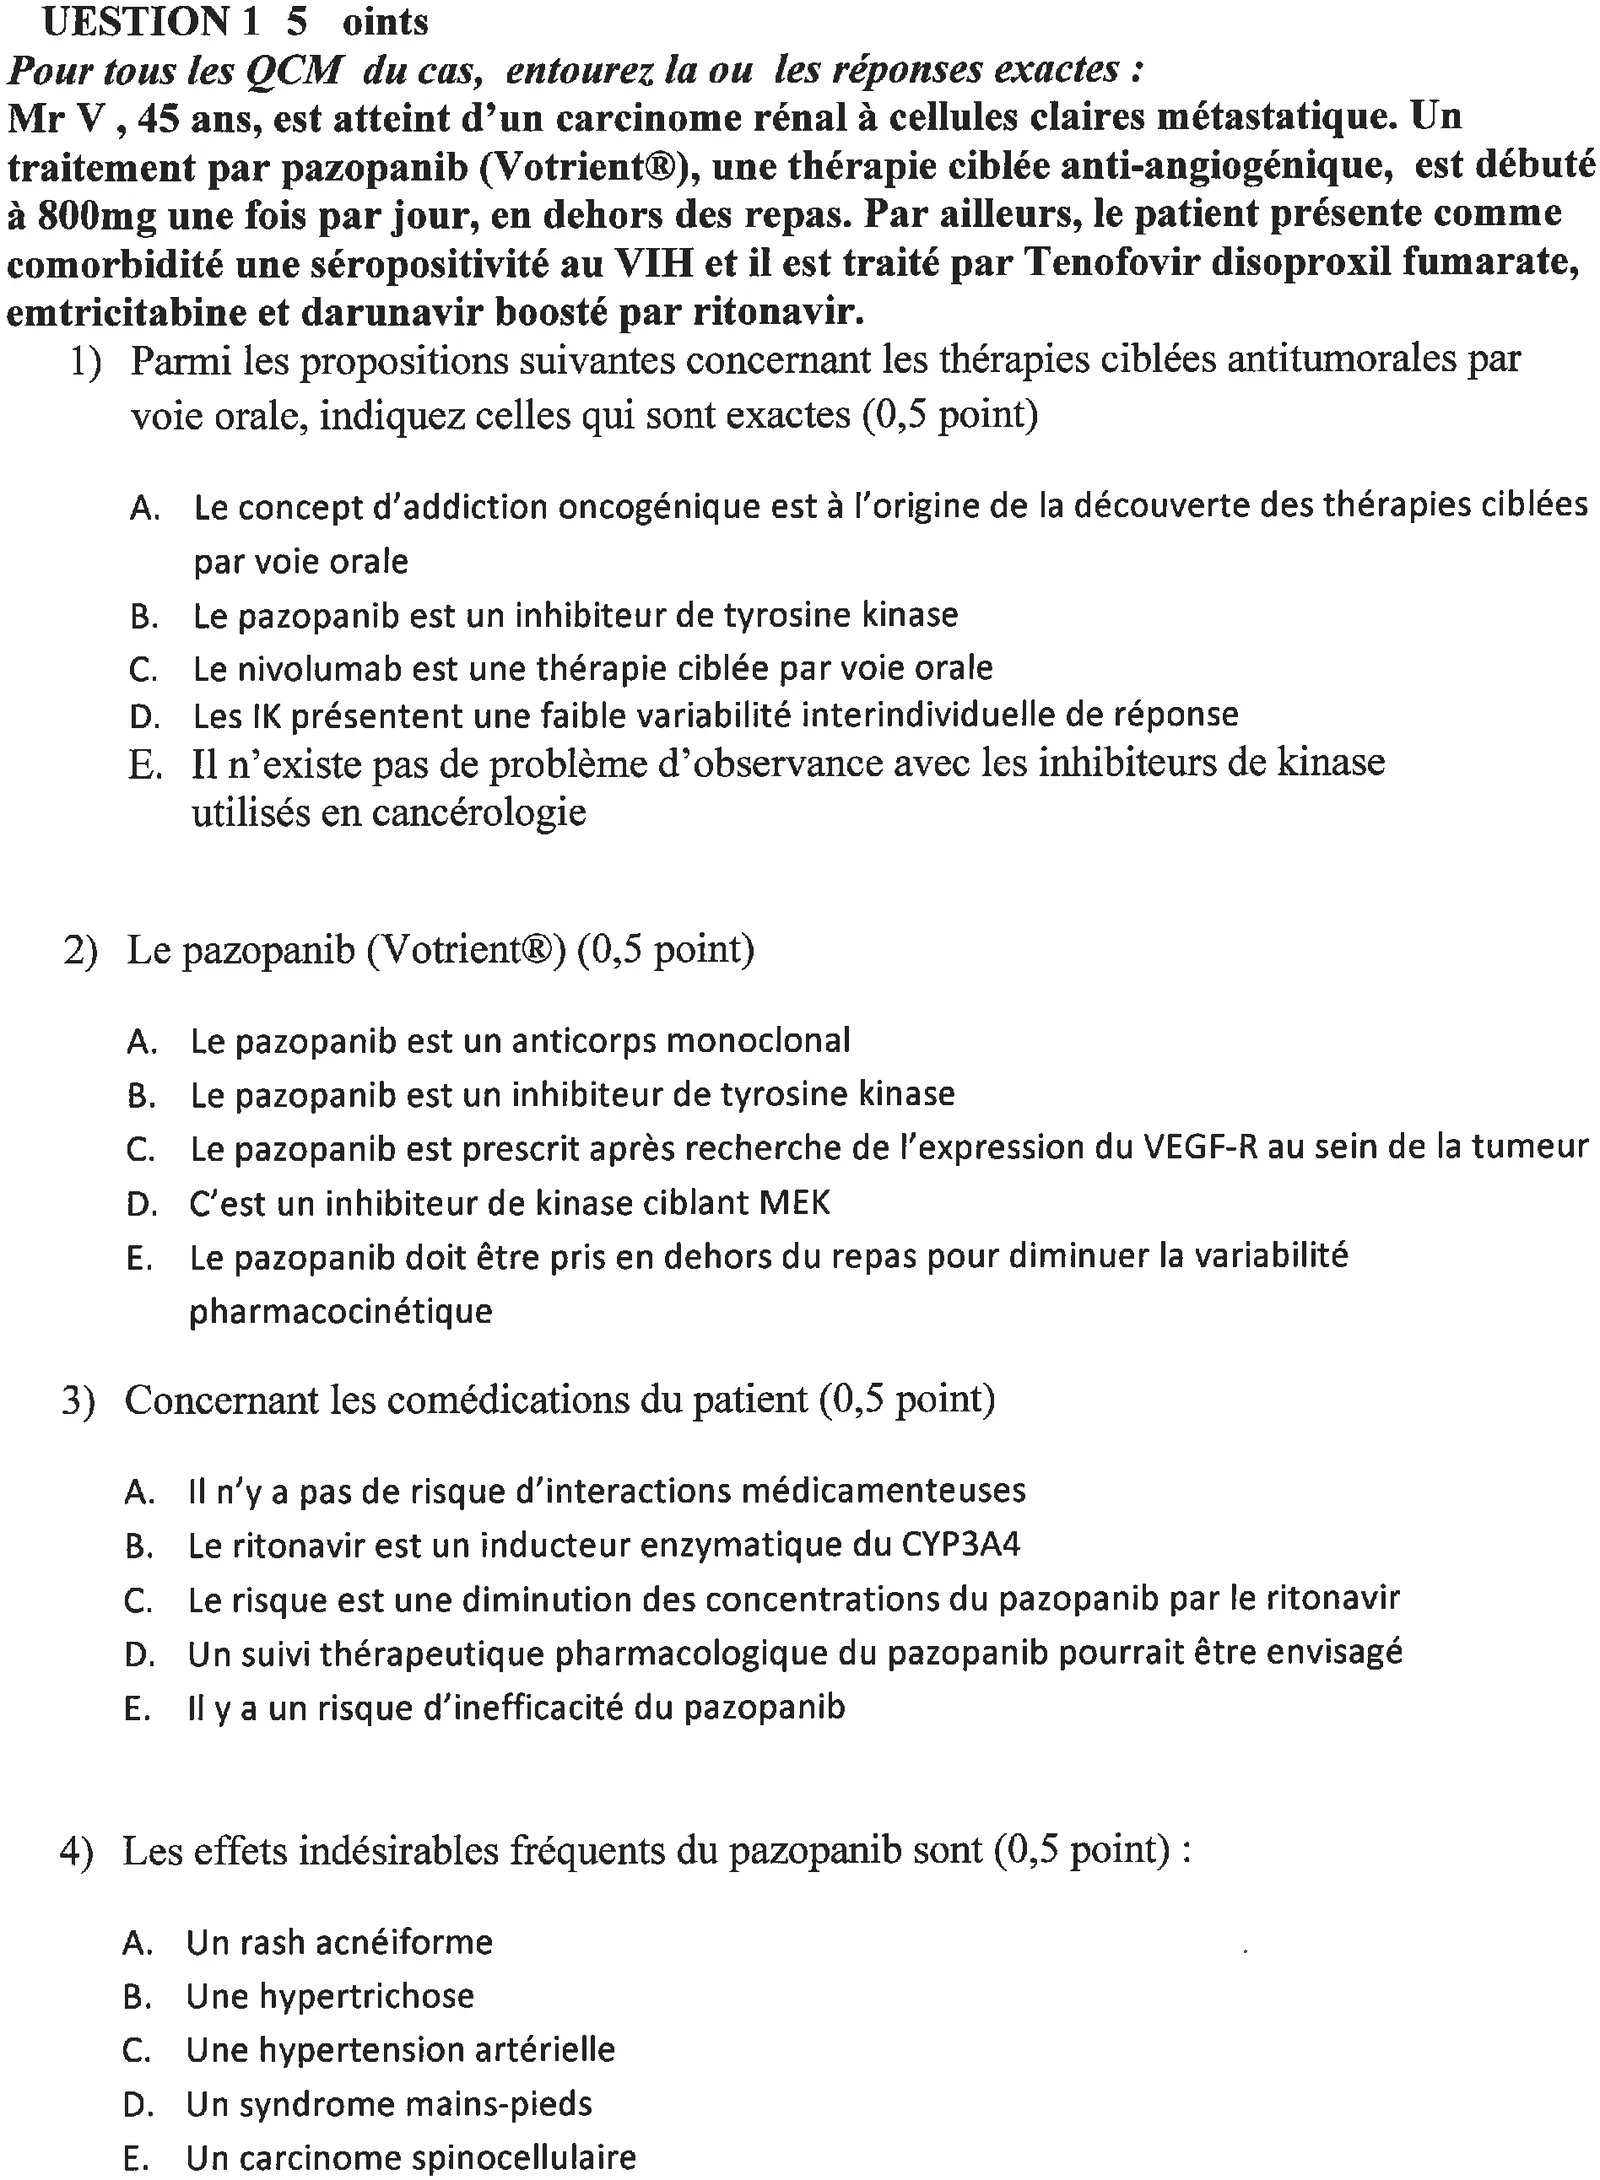 UESTION 1 5 oints
Pour tous les QCM du cas, entourez la ou les réponses exactes :
Mr V , 45 ans, est atteint d'un carcinome rénal à cellules claires métastatique. Un
traitement par pazopanib (Votrient®), une thérapie ciblée anti-angiogénique, est débuté
à 800mg une fois par jour, en dehors des repas. Par ailleurs, le patient présente comme
comorbidité une séropositivité au VIH et il est traité par Tenofovir disoproxil fumarate,
emtricitabine et darunavir boosté par ritonavir.
1) Parmi les propositions suivantes concernant les thérapies ciblées antitumorales par
voie orale, indiquez celles qui sont exactes (0,5 point)
A. Le concept d'addiction oncogénique est à l'origine de la découverte des thérapies ciblées
par voie orale
B. Le pazopanib est un inhibiteur de tyrosine kinase
C. Le nivolumab est une thérapie ciblée par voie orale
D. Les IK présentent une faible variabilité interindividuelle de réponse
E. Il n'existe pas de problème d'observance avec les inhibiteurs de kinase
utilisés en cancérologie
2) Le pazopanib (Votrient®) (0,5 point)
A. Le pazopanib est un anticorps monoclonal
B. Le pazopanib est un inhibiteur de tyrosine kinase
C. Le pazopanib est prescrit après recherche de l'expression du VEGF-R au sein de la tumeur
D. C'est un inhibiteur de kinase ciblant MEK
E. Le pazopanib doit être pris en dehors du repas pour diminuer la variabilité
pharmacocinétique
3) Concernant les comédications du patient (0,5 point)
A. Il n'y a pas de risque d'interactions médicamenteuses
B. Le ritonavir est un inducteur enzymatique du CYP3A4
C. Le risque est une diminution des concentrations du pazopanib par le ritonavir
D. Un suivi thérapeutique pharmacologique du pazopanib pourrait être envisagé
E. Il y a un risque d'inefficacité du pazopanib
4) Les effets indésirables fréquents du pazopanib sont (0,5 point) :
A. Un rash acnéiforme
B. Une hypertrichose
C. Une hypertension artérielle
D. Un syndrome mains-pieds
E. Un carcinome spinocellulaire